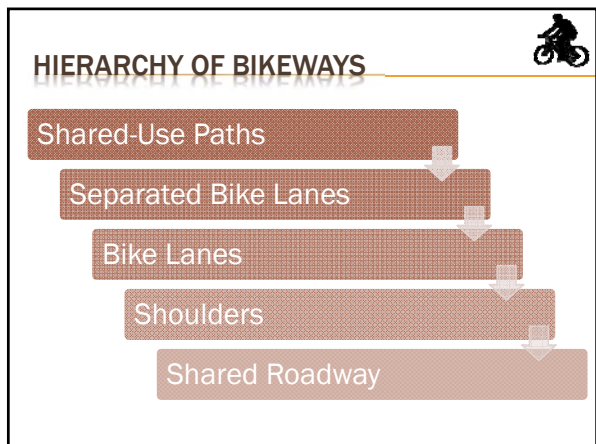 HIERARCHY OF BIKEWAYS
Shared-Use Paths
Separated Bike Lanes
Bike Lanes
Shoulders
Shared Roadway